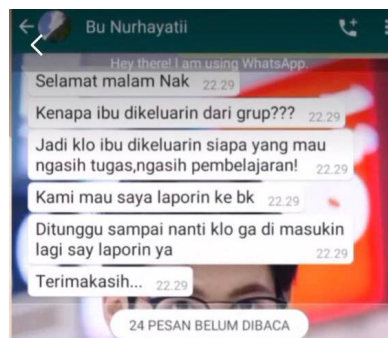 Bu Nurhayatii
Hey there! I am using WhatsApp.
Selamat malam Nak 22.29
Kenapa ibu dikeluarin dari grup??? 22.29
Jadi klo ibu dikeluarin siapa yang mau
ngasih tugas,ngasih pembelajaran! 22.29
Kami mau saya laporin ke bk 22.29
Ditunggu sampai nanti klo ga di masukin
lagi say laporin ya 22.29
Terimakasih... 22.29
24 PESAN BELUM DIBACA